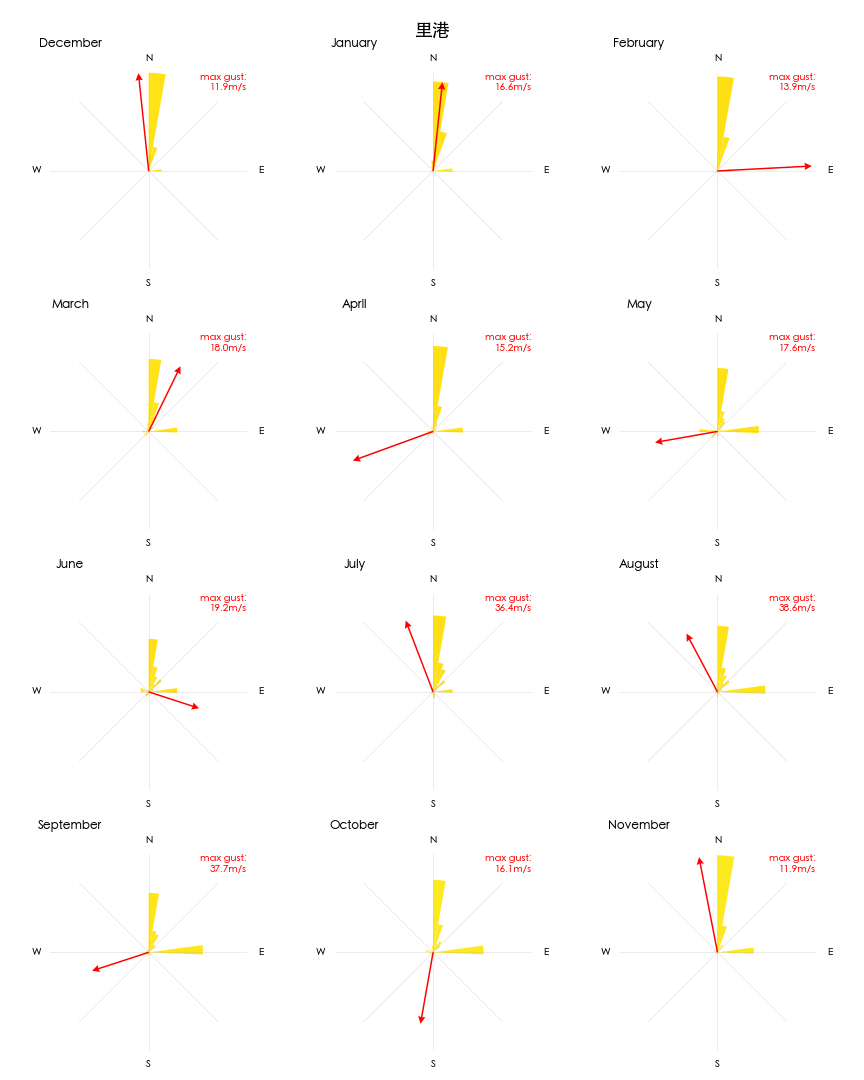 里港
December
January
February
N
N
N
max gust:
11.9m/s
max gust:
16.6m/s
max gust:
13.9m/s
W
E
W
E
W
E
S
S
S
March
April
May
N
N
N
max gust:
18.0m/s
max gust:
15.2m/s
max gust:
17.6m/s
W
E
W
E
W
E
S
S
S
June
July
August
N
N
N
max gust:
19.2m/s
max gust:
36.4m/s
max gust:
38.6m/s
W
E
W
E
W
E
S
S
S
September
October
November
N
N
N
max gust:
37.7m/s
max gust:
16.1m/s
max gust:
11.9m/s
W
E
W
E
W
E
S
S
S